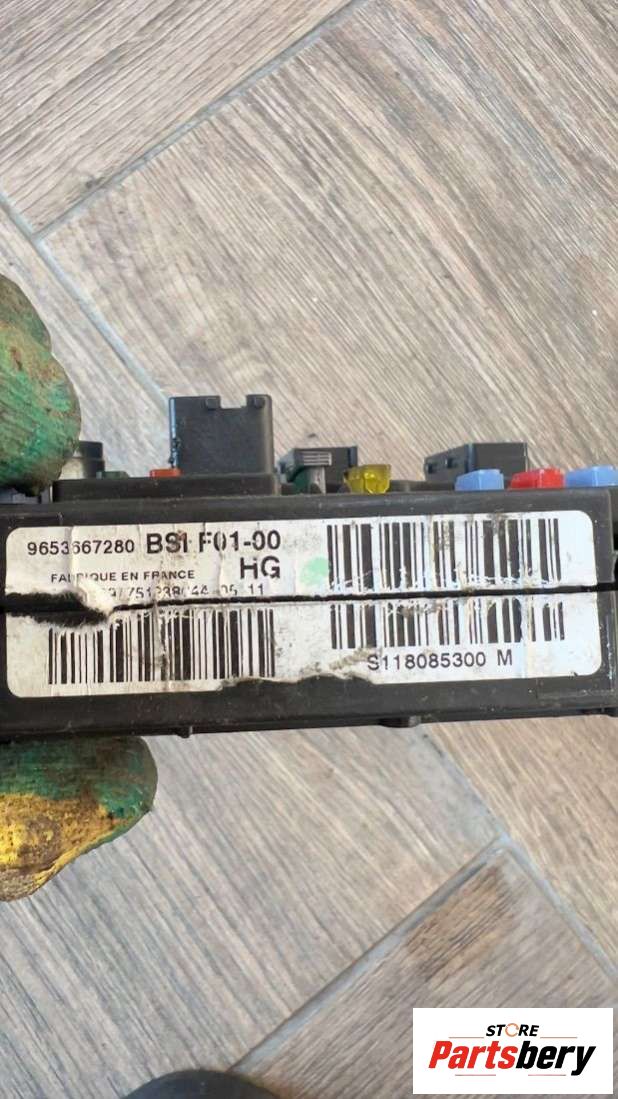 9653667280 BSI F01-00
FABRIQUE EN FRANCE HG
S118085300 M
STORE
Partsbery